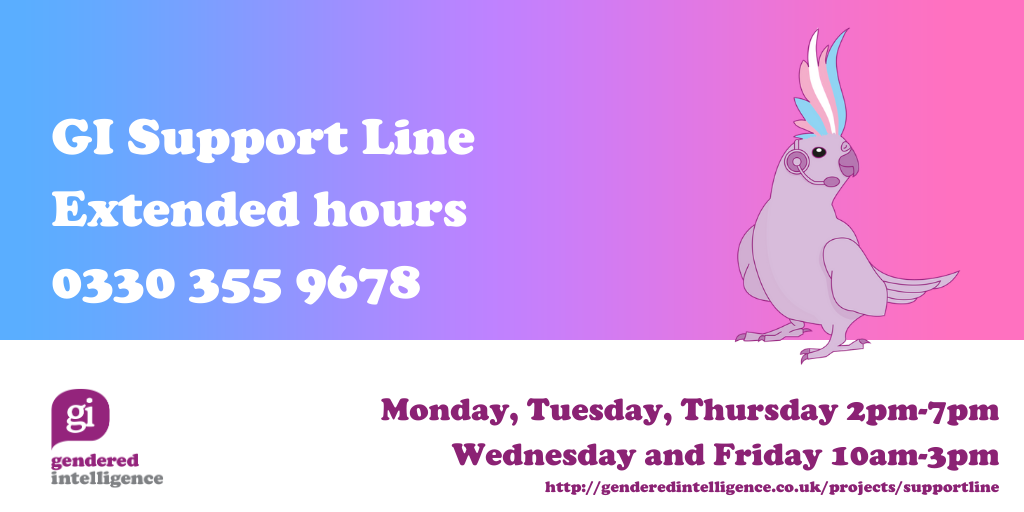 GI Support Line
Extended hours
0330 355 9678
gi
gendered
intelligence
Monday, Tuesday, Thursday 2pm-7pm
Wednesday and Friday 10am-3pm
http://genderedintelligence.co.uk/projects/supportline